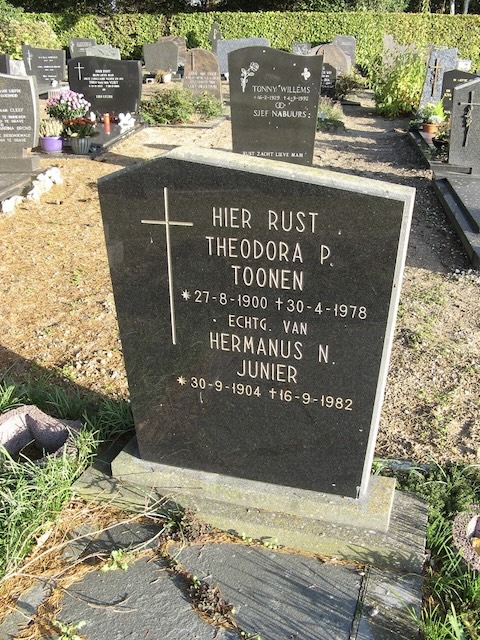 HIER RUST
THEODORA P.
TOONEN
*27-8-1900 †30-4-1978
ECHTG. VAN
HERMANUS N.
JUNIER
*30-9-1904 †16-9-1982
TONNY WILLEMS
SJEF NABUURS
RUST ZACHT LIEVE MAN